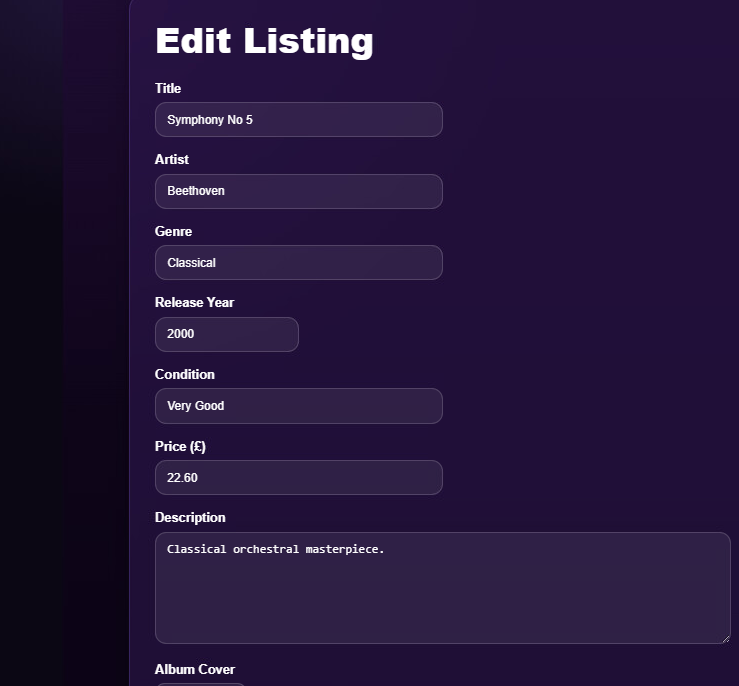 Edit Listing
Title
Symphony No 5
Artist
Beethoven
Genre
Classical
Release Year
2000
Condition
Very Good
Price (£)
22.60
Description
Classical orchestral masterpiece.
Album Cover